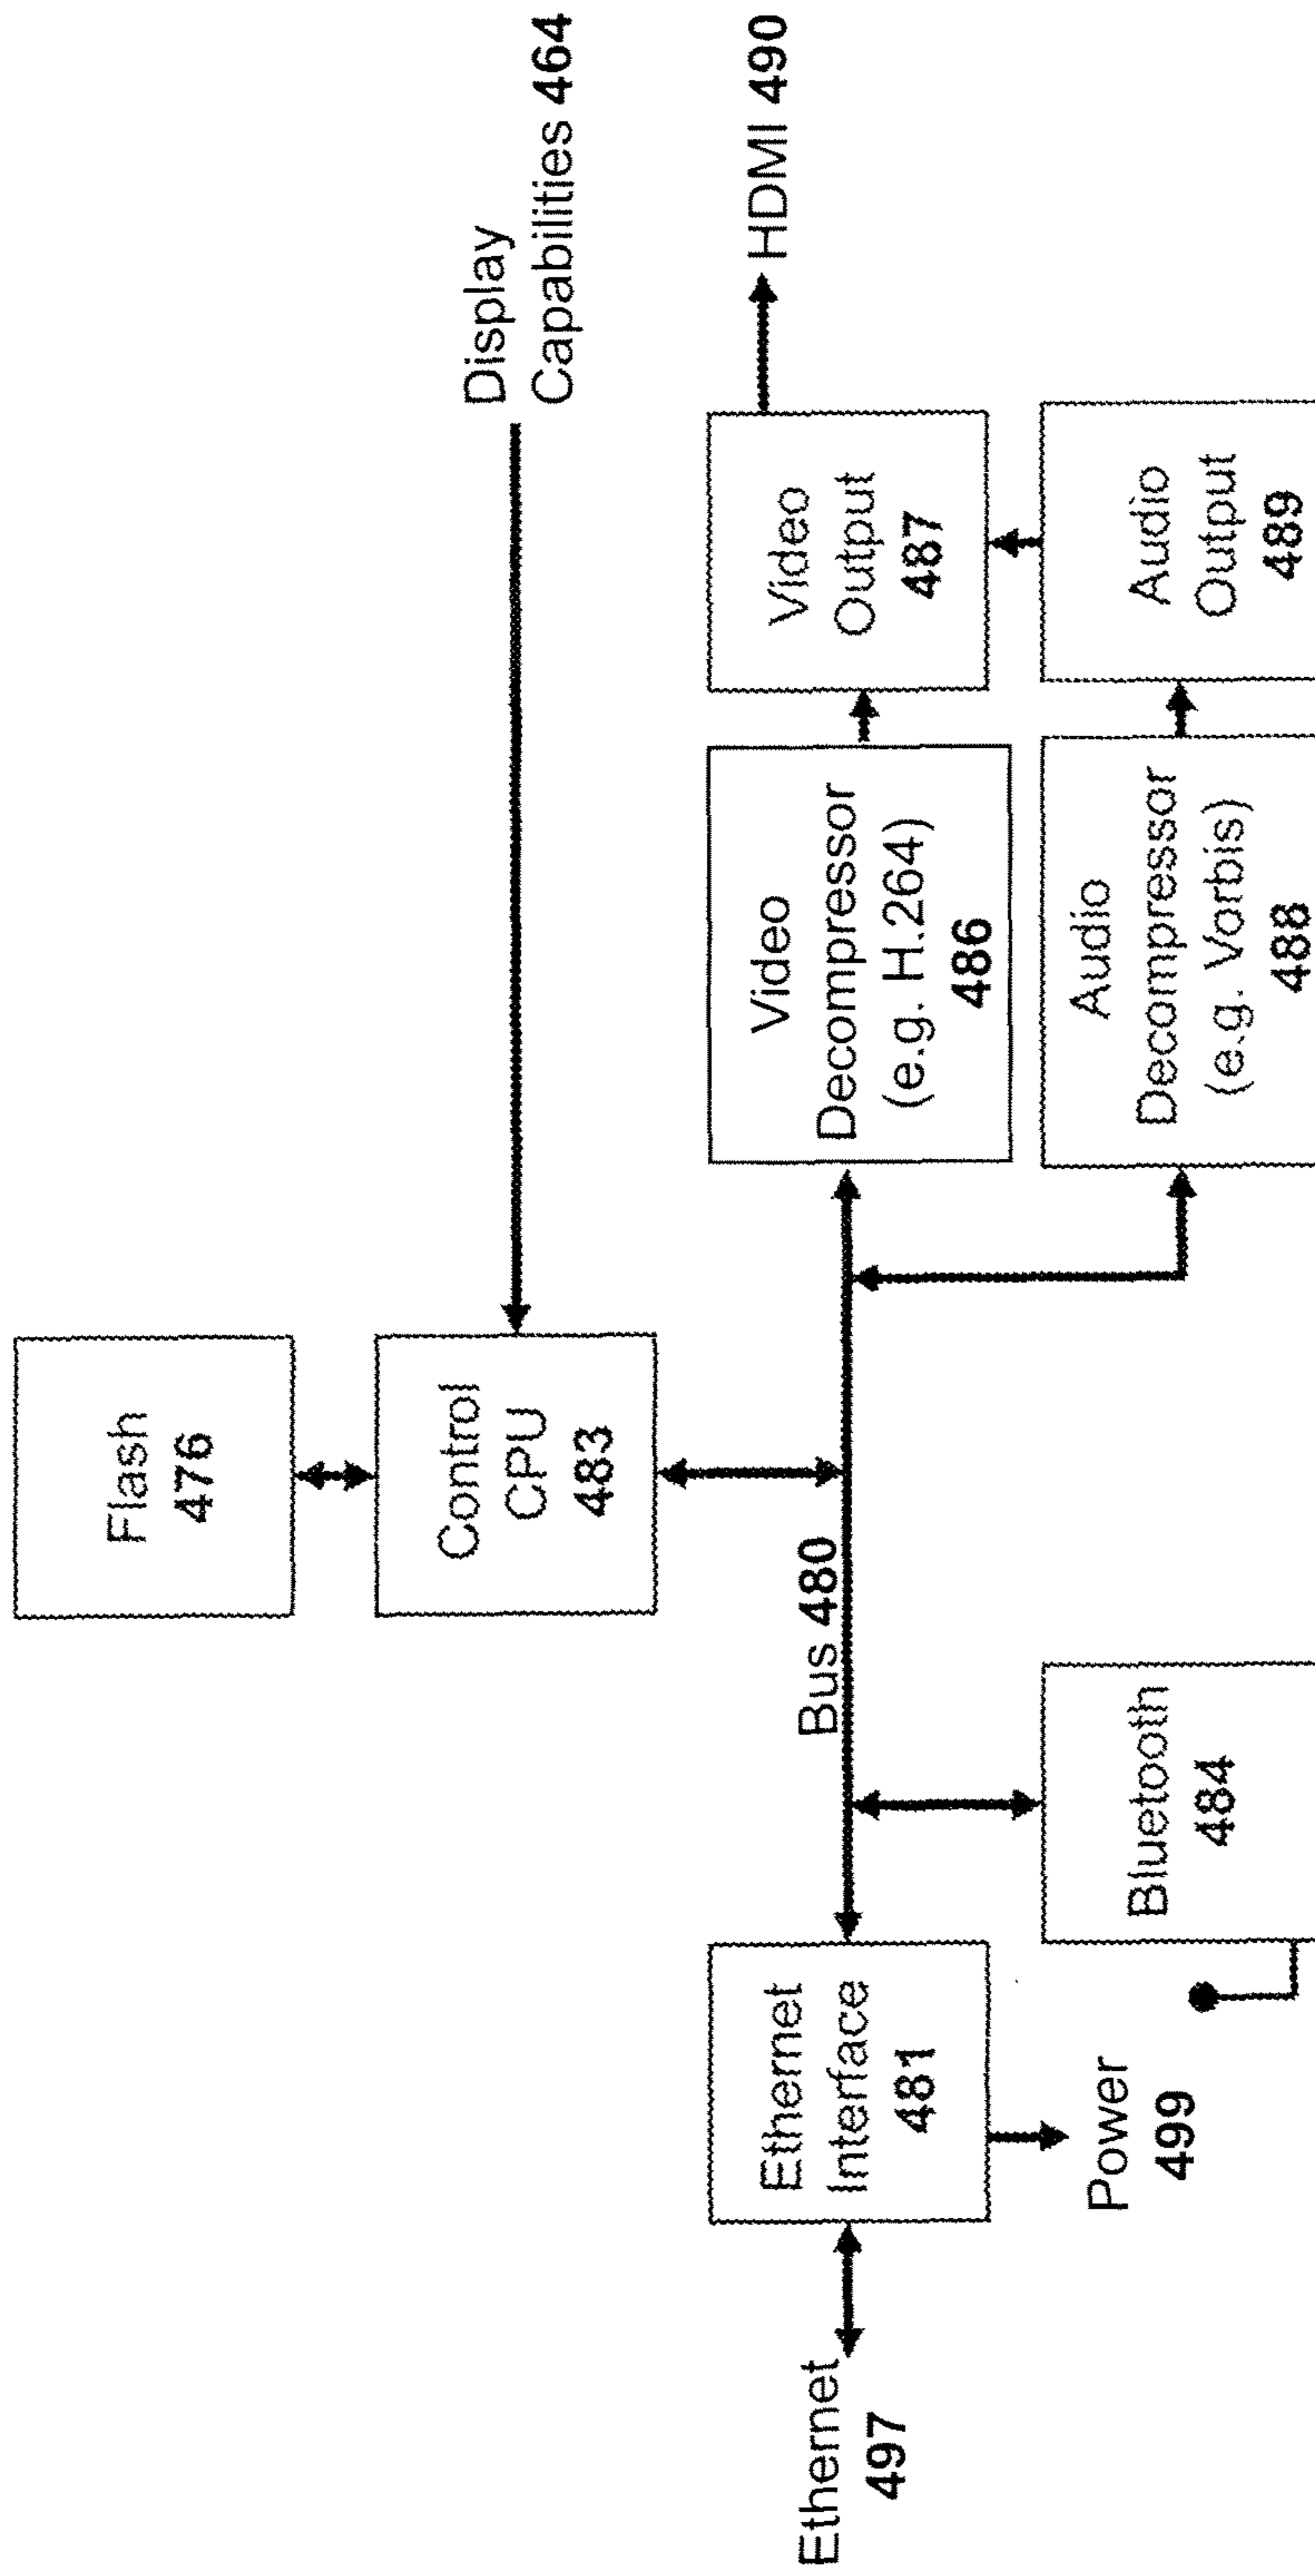 Flash
476
Control
CPU
483
Display
Capabilities 464
Bus 480
Ethernet
497
Ethernet
Interface
481
Video
Decompressor
(e.g. H.264)
486
Video
Output
487
HDMI 490
Power
499
Bluetooth
484
Audio
Decompressor
(e.g. Vorbis)
488
Audio
Output
489